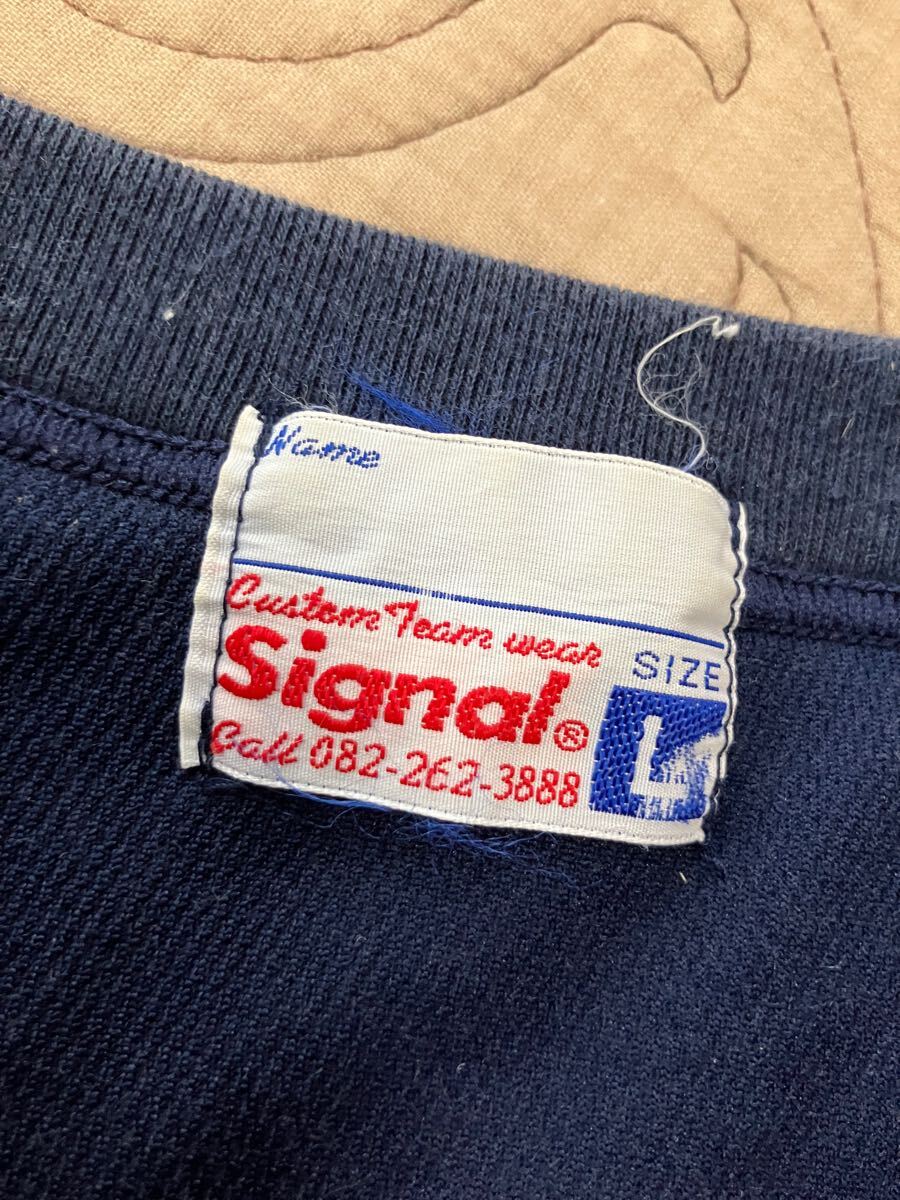 Name
Custom Team wear
Signal®
SIZE
L
Call 082-262-3888